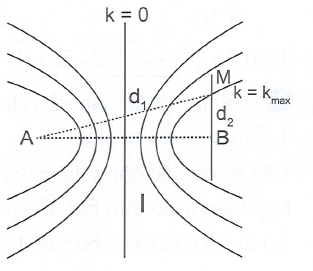 k = 0
M
d₁
k = kₘₐₓ
d₂
A
B
I